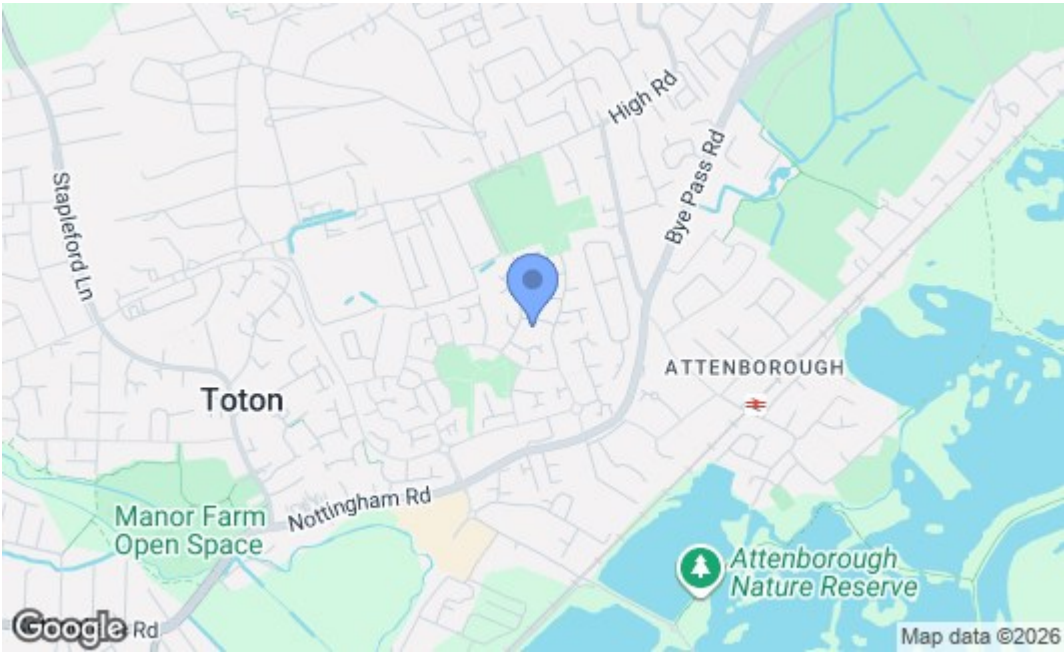 High Rd
Bye Pass Rd
Stapleford Ln
ATTENBOROUGH
Toton
Nottingham Rd
Manor Farm
Open Space
Attenborough
Nature Reserve
Google
Rd
Map data ©2026